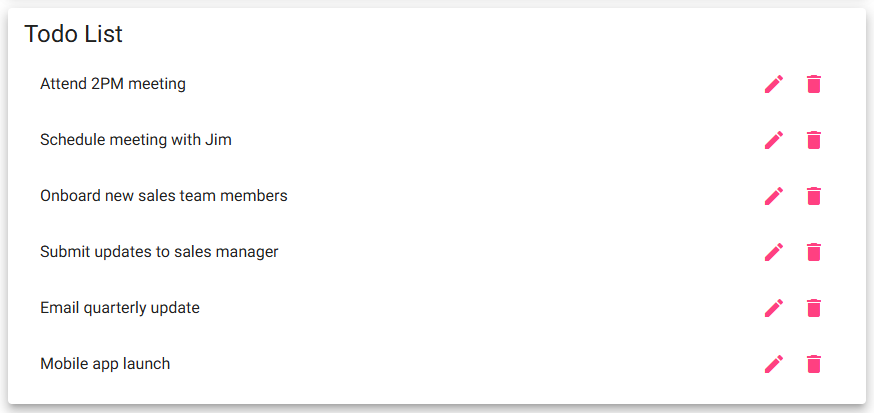 Todo List
Attend 2PM meeting
Schedule meeting with Jim
Onboard new sales team members
Submit updates to sales manager
Email quarterly update
Mobile app launch